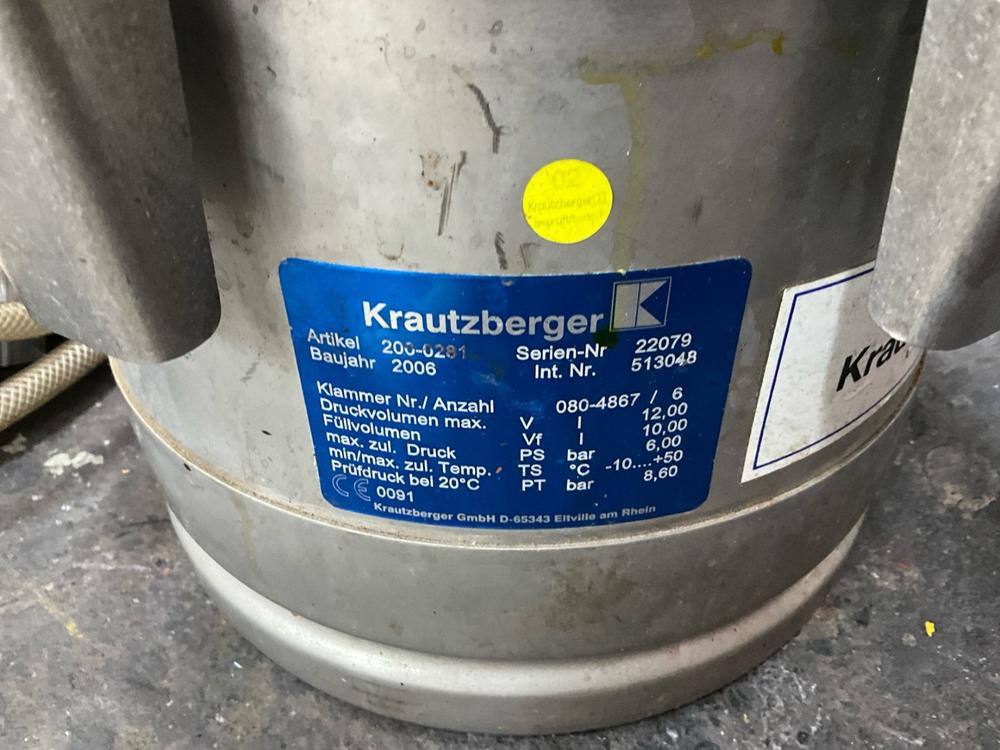 02
Krautzberger
Krautzberger
Artikel 200-0281 Serien-Nr 22079
Baujahr 2006 Int. Nr. 513048
Klammer Nr./ Anzahl 080-4867 / 6
Druckvolumen max. V l 12,00
Füllvolumen Vf l 10,00
max. zul. Druck PS bar 6,00
min/max. zul. Temp. TS °C -10....+50
Prüfdruck bei 20°C PT bar 8,60
CE 0091
Krautzberger GmbH D-65343 Eltville am Rhein